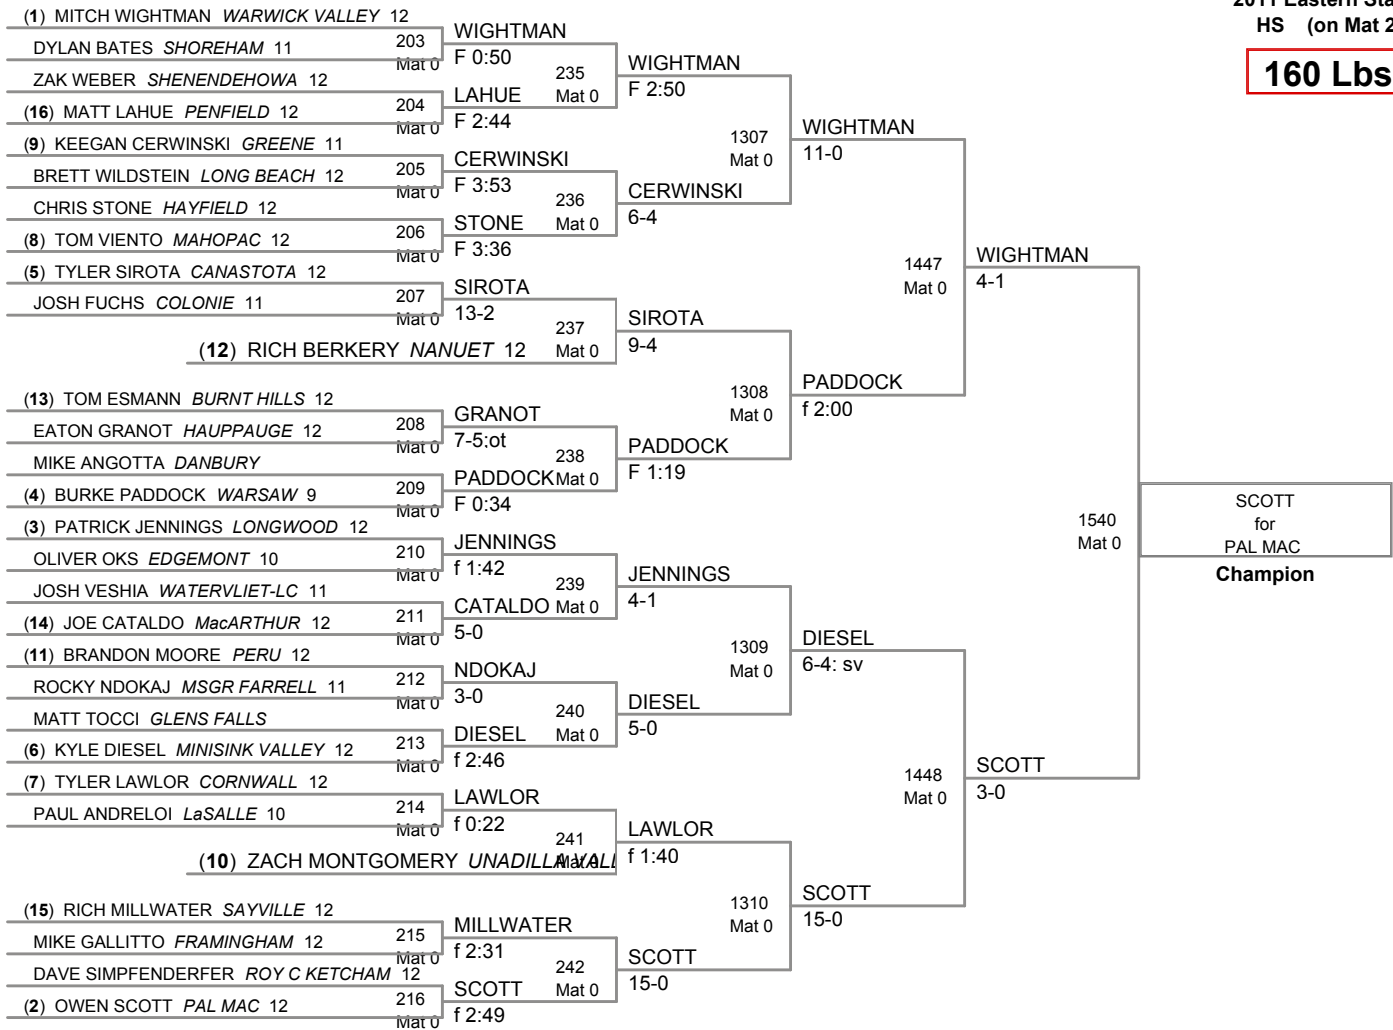 2011 Eastern Sta
HS (on Mat 2
160 Lbs
(1) MITCH WIGHTMAN WARWICK VALLEY 12
DYLAN BATES SHOREHAM 11
203
Mat 0
WIGHTMAN
F 0:50
ZAK WEBER SHENENDEHOWA 12
(16) MATT LAHUE PENFIELD 12
204
Mat 0
LAHUE
F 2:44
235
Mat 0
WIGHTMAN
F 2:50
(9) KEEGAN CERWINSKI GREENE 11
BRETT WILDSTEIN LONG BEACH 12
205
Mat 0
CERWINSKI
F 3:53
CHRIS STONE HAYFIELD 12
(8) TOM VIENTO MAHOPAC 12
206
Mat 0
STONE
F 3:36
236
Mat 0
CERWINSKI
6-4
1307
Mat 0
WIGHTMAN
11-0
(5) TYLER SIROTA CANASTOTA 12
JOSH FUCHS COLONIE 11
207
Mat 0
SIROTA
13-2
(12) RICH BERKERY NANUET 12
237
Mat 0
SIROTA
9-4
(13) TOM ESMANN BURNT HILLS 12
EATON GRANOT HAUPPAUGE 12
208
Mat 0
GRANOT
7-5:ot
MIKE ANGOTTA DANBURY
(4) BURKE PADDOCK WARSAW 9
209
Mat 0
PADDOCK
F 0:34
238
Mat 0
PADDOCK
F 1:19
1308
Mat 0
PADDOCK
f 2:00
1447
Mat 0
WIGHTMAN
4-1
(3) PATRICK JENNINGS LONGWOOD 12
OLIVER OKS EDGEMONT 10
210
Mat 0
JENNINGS
f 1:42
JOSH VESHIA WATERVLIET-LC 11
(14) JOE CATALDO MacARTHUR 12
211
Mat 0
CATALDO
5-0
239
Mat 0
JENNINGS
4-1
(11) BRANDON MOORE PERU 12
ROCKY NDOKAJ MSGR FARRELL 11
212
Mat 0
NDOKAJ
3-0
MATT TOCCI GLENS FALLS
(6) KYLE DIESEL MINISINK VALLEY 12
213
Mat 0
DIESEL
f 2:46
240
Mat 0
DIESEL
5-0
1309
Mat 0
DIESEL
6-4: sv
(7) TYLER LAWLOR CORNWALL 12
PAUL ANDRELOI LaSALLE 10
214
Mat 0
LAWLOR
f 0:22
(10) ZACH MONTGOMERY UNADILLA VALL
241
Mat 0
LAWLOR
f 1:40
(15) RICH MILLWATER SAYVILLE 12
MIKE GALLITTO FRAMINGHAM 12
215
Mat 0
MILLWATER
f 2:31
DAVE SIMPFENDERFER ROY C KETCHAM 12
(2) OWEN SCOTT PAL MAC 12
216
Mat 0
SCOTT
f 2:49
242
Mat 0
SCOTT
15-0
1310
Mat 0
SCOTT
15-0
1448
Mat 0
SCOTT
3-0
1540
Mat 0
SCOTT
for
PAL MAC
Champion